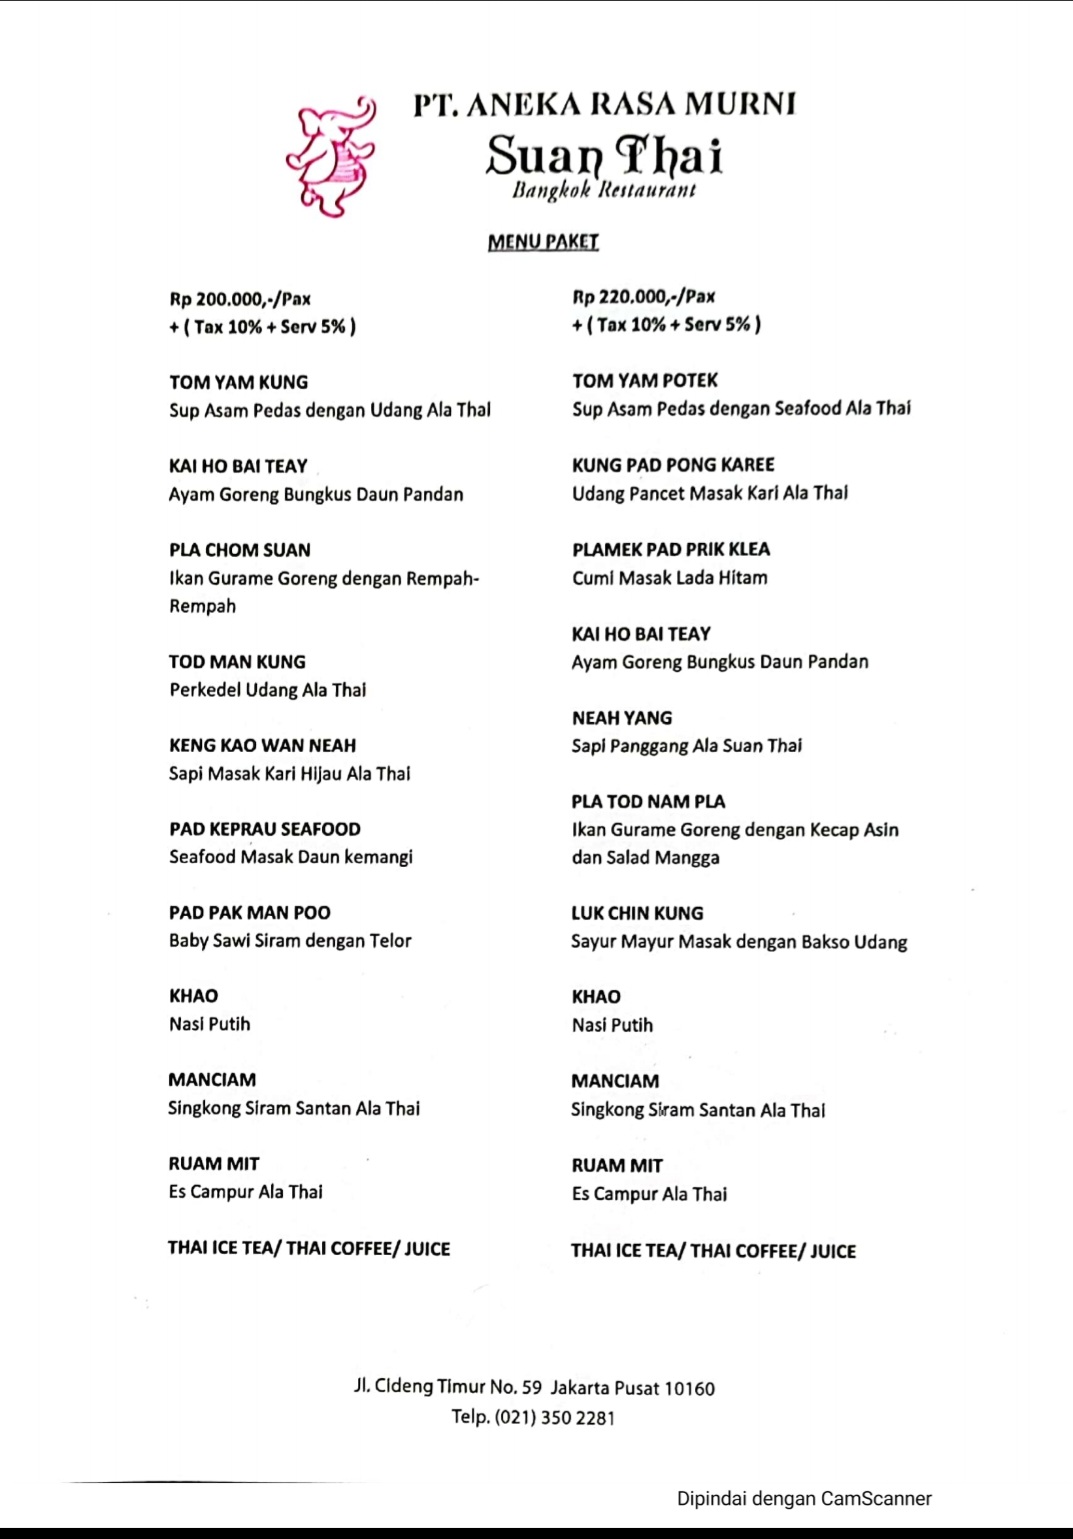 PT. ANEKA RASA MURNI
Suan Thai
Bangkok Restaurant
MENU PAKET
Rp 200.000,-/Pax
+ ( Tax 10% + Serv 5% )
TOM YAM KUNG
Sup Asam Pedas dengan Udang Ala Thai
KAI HO BAI TEAY
Ayam Goreng Bungkus Daun Pandan
PLA CHOM SUAN
Ikan Gurame Goreng dengan Rempah-
Rempah
TOD MAN KUNG
Perkedel Udang Ala Thai
KENG KAO WAN NEAH
Sapi Masak Kari Hijau Ala Thai
PAD KEPRAU SEAFOOD
Seafood Masak Daun kemangi
PAD PAK MAN POO
Baby Sawi Siram dengan Telor
KHAO
Nasi Putih
MANCIAM
Singkong Siram Santan Ala Thai
RUAM MIT
Es Campur Ala Thai
THAI ICE TEA/ THAI COFFEE/ JUICE
Rp 220.000,-/Pax
+ ( Tax 10% + Serv 5% )
TOM YAM POTEK
Sup Asam Pedas dengan Seafood Ala Thai
KUNG PAD PONG KAREE
Udang Pancet Masak Kari Ala Thai
PLAMEK PAD PRIK KLEA
Cumi Masak Lada Hitam
KAI HO BAI TEAY
Ayam Goreng Bungkus Daun Pandan
NEAH YANG
Sapi Panggang Ala Suan Thai
PLA TOD NAM PLA
Ikan Gurame Goreng dengan Kecap Asin
dan Salad Mangga
LUK CHIN KUNG
Sayur Mayur Masak dengan Bakso Udang
KHAO
Nasi Putih
MANCIAM
Singkong Siram Santan Ala Thai
RUAM MIT
Es Campur Ala Thai
THAI ICE TEA/ THAI COFFEE/ JUICE
Jl. Cideng Timur No. 59 Jakarta Pusat 10160
Telp. (021) 350 2281
Dipindai dengan CamScanner